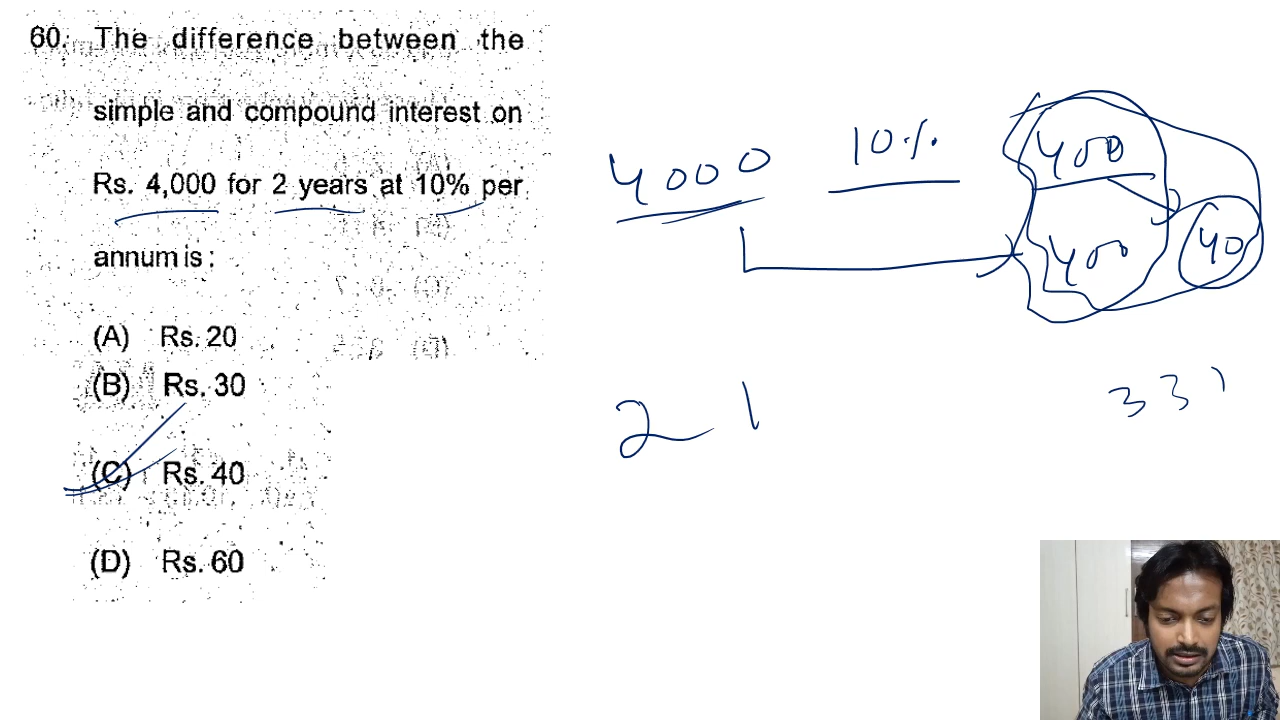 60. The difference between the
simple and compound interest on
Rs. 4,000 for 2 years at 10% per
annum is :
(A) Rs. 20
(B) Rs. 30
(C) Rs. 40
(D) Rs. 60
4000 10% 400
400 40
2 1
33